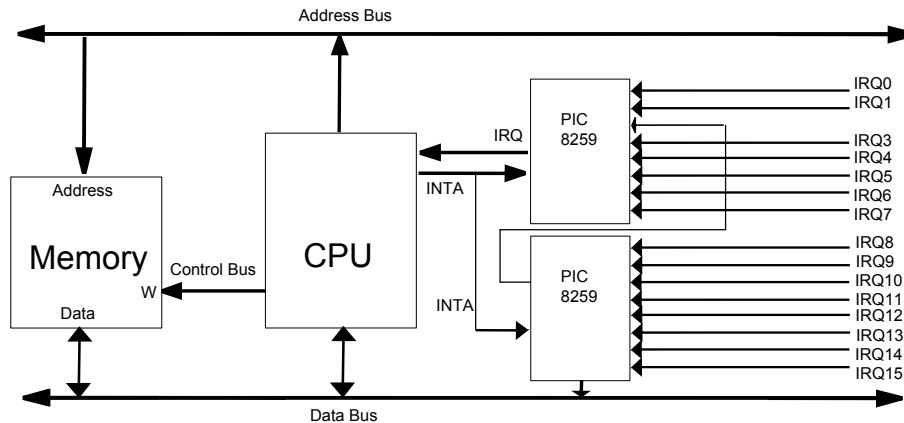 Address Bus
IRQ0
IRQ1
PIC
8259
IRQ
IRQ3
IRQ4
IRQ5
IRQ6
IRQ7
INTA
Address
Memory
CPU
Control Bus
W
Data
IRQ8
IRQ9
IRQ10
IRQ11
IRQ12
IRQ13
IRQ14
IRQ15
PIC
8259
INTA
Data Bus